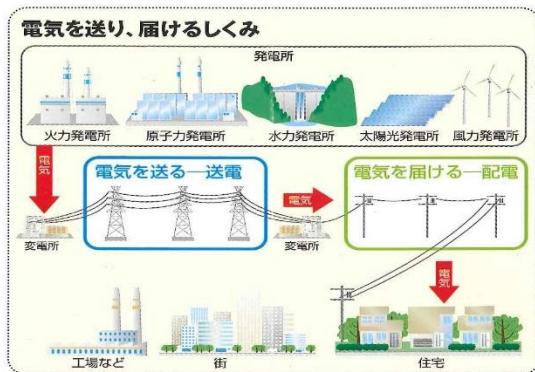 電気を送り、届けるしくみ
発電所
火力発電所
原子力発電所
水力発電所
太陽光発電所
風力発電所
電気
電気を送る―送電
電気
電気を届ける―配電
変電所
変電所
電気
工場など
街
住宅